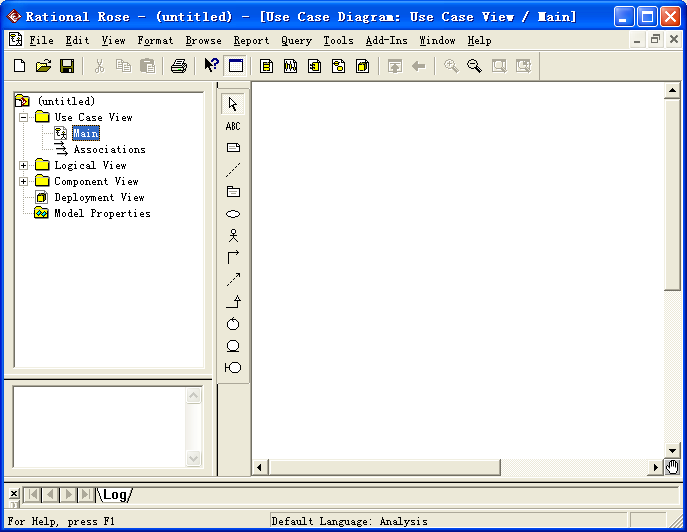 Rational Rose - (untitled) - [Use Case Diagram: Use Case View / Main]
File Edit View Format Browse Report Query Tools Add-Ins Window Help
(untitled)
Use Case View
Main
Associations
Logical View
Component View
Deployment View
Model Properties
ABC
Log
For Help, press F1
Default Language: Analysis